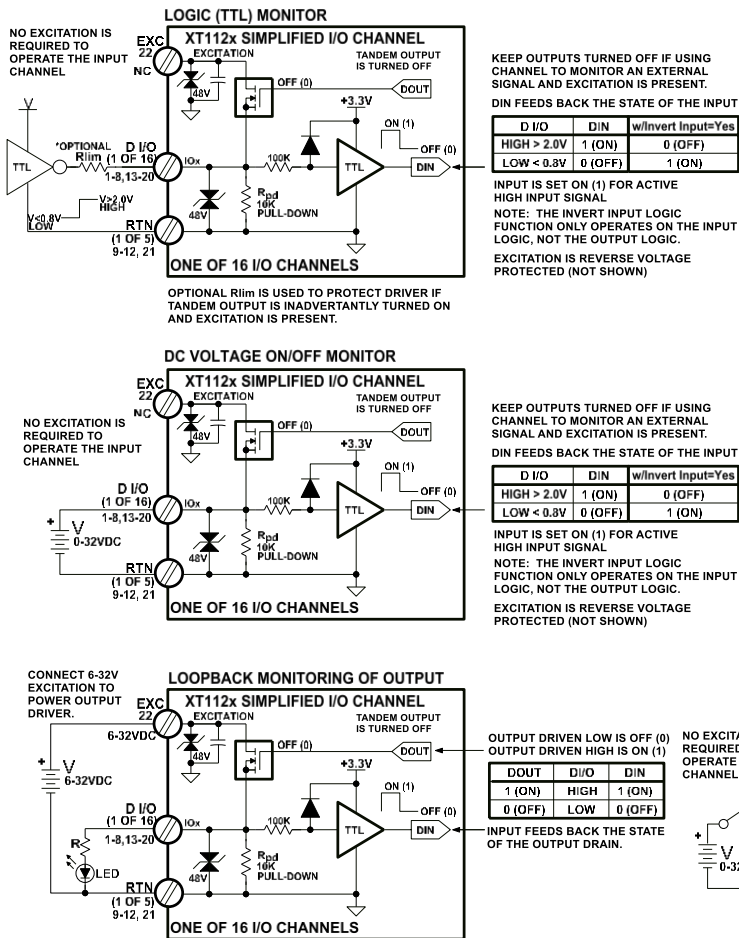 LOGIC (TTL) MONITOR
NO EXCITATION IS
REQUIRED TO
OPERATE THE INPUT
CHANNEL
EXC
22
NC
XT112x SIMPLIFIED I/O CHANNEL
EXCITATION
TANDEM OUTPUT
IS TURNED OFF
48V
OFF (0)
DOUT
+3.3V
ON (1)
OFF (0)
V
*OPTIONAL
Rlim
D I/O
(1 OF 16)
1-8,13-20
IOx
100K
TTL
TTL
DIN
V>2.0V
HIGH
V<0.8V
LOW
48V
Rpd
10K
PULL-DOWN
RTN
(1 OF 5)
9-12, 21
ONE OF 16 I/O CHANNELS
OPTIONAL Rlim IS USED TO PROTECT DRIVER IF
TANDEM OUTPUT IS INADVERTANTLY TURNED ON
AND EXCITATION IS PRESENT.
KEEP OUTPUTS TURNED OFF IF USING
CHANNEL TO MONITOR AN EXTERNAL
SIGNAL AND EXCITATION IS PRESENT.
DIN FEEDS BACK THE STATE OF THE INPUT
D I/O DIN w/Invert Input=Yes
HIGH > 2.0V 1 (ON) 0 (OFF)
LOW < 0.8V 0 (OFF) 1 (ON)
INPUT IS SET ON (1) FOR ACTIVE
HIGH INPUT SIGNAL
NOTE: THE INVERT INPUT LOGIC
FUNCTION ONLY OPERATES ON THE INPUT
LOGIC, NOT THE OUTPUT LOGIC.
EXCITATION IS REVERSE VOLTAGE
PROTECTED (NOT SHOWN)
DC VOLTAGE ON/OFF MONITOR
NO EXCITATION IS
REQUIRED TO
OPERATE THE INPUT
CHANNEL
EXC
22
NC
XT112x SIMPLIFIED I/O CHANNEL
EXCITATION
TANDEM OUTPUT
IS TURNED OFF
48V
OFF (0)
DOUT
+3.3V
ON (1)
OFF (0)
D I/O
(1 OF 16)
1-8,13-20
IOx
100K
TTL
DIN
+
V
0-32VDC
48V
Rpd
10K
PULL-DOWN
RTN
(1 OF 5)
9-12, 21
ONE OF 16 I/O CHANNELS
KEEP OUTPUTS TURNED OFF IF USING
CHANNEL TO MONITOR AN EXTERNAL
SIGNAL AND EXCITATION IS PRESENT.
DIN FEEDS BACK THE STATE OF THE INPUT
D I/O DIN w/Invert Input=Yes
HIGH > 2.0V 1 (ON) 0 (OFF)
LOW < 0.8V 0 (OFF) 1 (ON)
INPUT IS SET ON (1) FOR ACTIVE
HIGH INPUT SIGNAL
NOTE: THE INVERT INPUT LOGIC
FUNCTION ONLY OPERATES ON THE INPUT
LOGIC, NOT THE OUTPUT LOGIC.
EXCITATION IS REVERSE VOLTAGE
PROTECTED (NOT SHOWN)
LOOPBACK MONITORING OF OUTPUT
CONNECT 6-32V
EXCITATION TO
POWER OUTPUT
DRIVER.
EXC
22
6-32VDC
XT112x SIMPLIFIED I/O CHANNEL
EXCITATION
TANDEM OUTPUT
IS TURNED OFF
48V
OFF (0)
DOUT
+3.3V
ON (1)
OFF (0)
+
V
6-32VDC
D I/O
(1 OF 16)
1-8,13-20
IOx
100K
TTL
DIN
R
LED
48V
Rpd
10K
PULL-DOWN
RTN
(1 OF 5)
9-12, 21
ONE OF 16 I/O CHANNELS
OUTPUT DRIVEN LOW IS OFF (0)
OUTPUT DRIVEN HIGH IS ON (1)
DOUT DI/O DIN
1 (ON) HIGH 1 (ON)
0 (OFF) LOW 0 (OFF)
INPUT FEEDS BACK THE STATE
OF THE OUTPUT DRAIN.
NO EXCITA
REQUIRED
OPERATE
CHANNEL
+
V
0-32